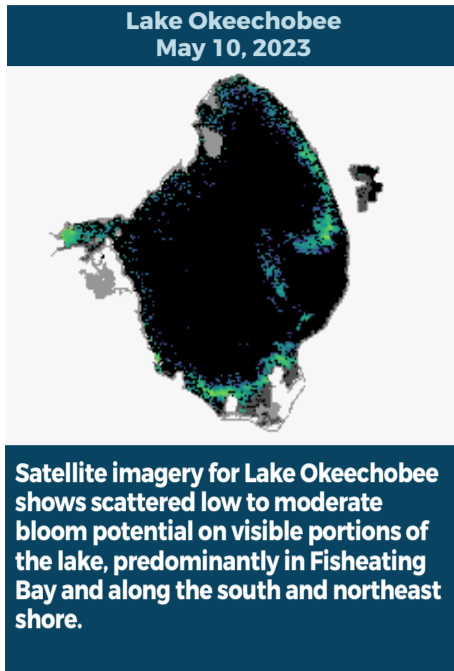 Lake Okeechobee
May 10, 2023
Satellite imagery for Lake Okeechobee
shows scattered low to moderate
bloom potential on visible portions of
the lake, predominantly in Fisheating
Bay and along the south and northeast
shore.